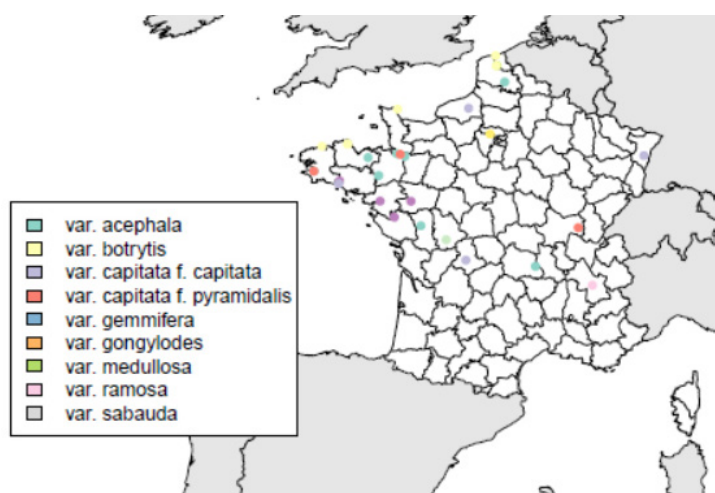 var. acephala
var. botrytis
var. capitata f. capitata
var. capitata f. pyramidalis
var. gemmifera
var. gongylodes
var. medullosa
var. ramosa
var. sabauda